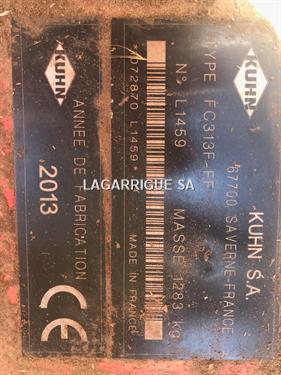 KUHN
KUHN S.A.
67700 SAVERNE-FRANCE
TYPE FC313F-FF
N° L1459 MASSE 1283 kg
*D72870 L1459*
MADE IN FRANCE
KUHN
ANNEE DE FABRICATION
2013
CE
LAGARRIGUE SA